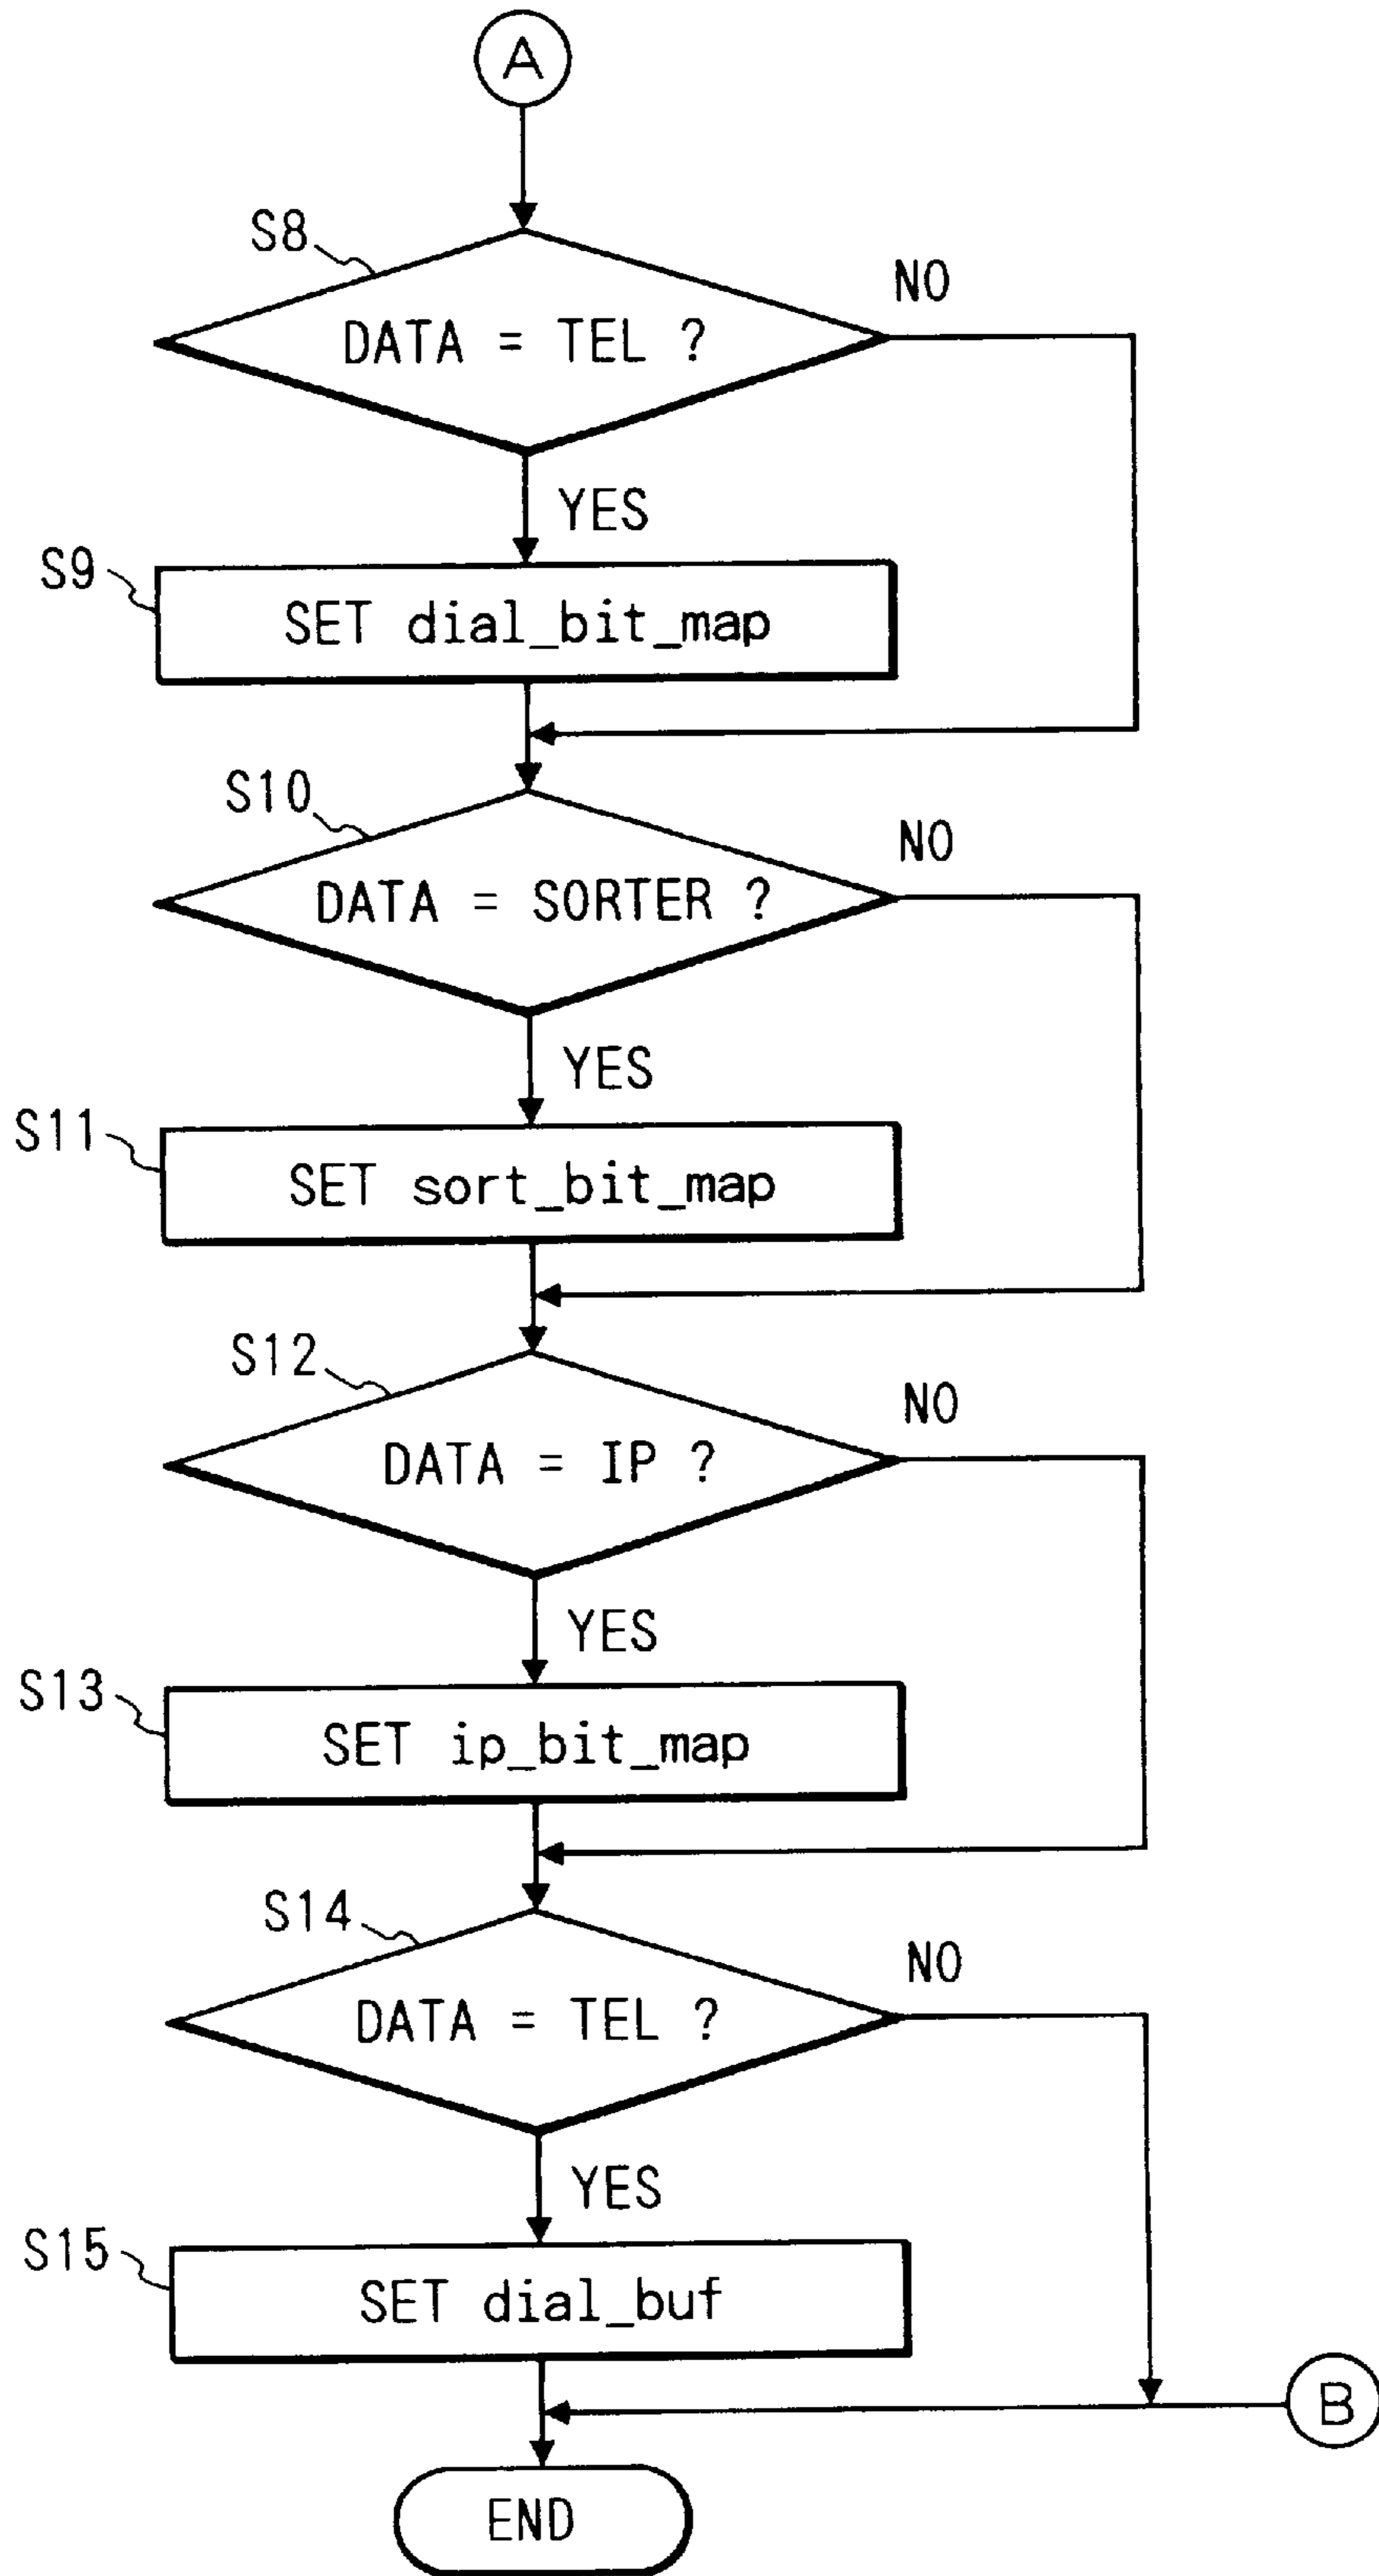 A
S8
DATA = TEL ?
NO
YES
S9
SET dial_bit_map
S10
DATA = SORTER ?
NO
YES
S11
SET sort_bit_map
S12
DATA = IP ?
NO
YES
S13
SET ip_bit_map
S14
DATA = TEL ?
NO
YES
S15
SET dial_buf
B
END